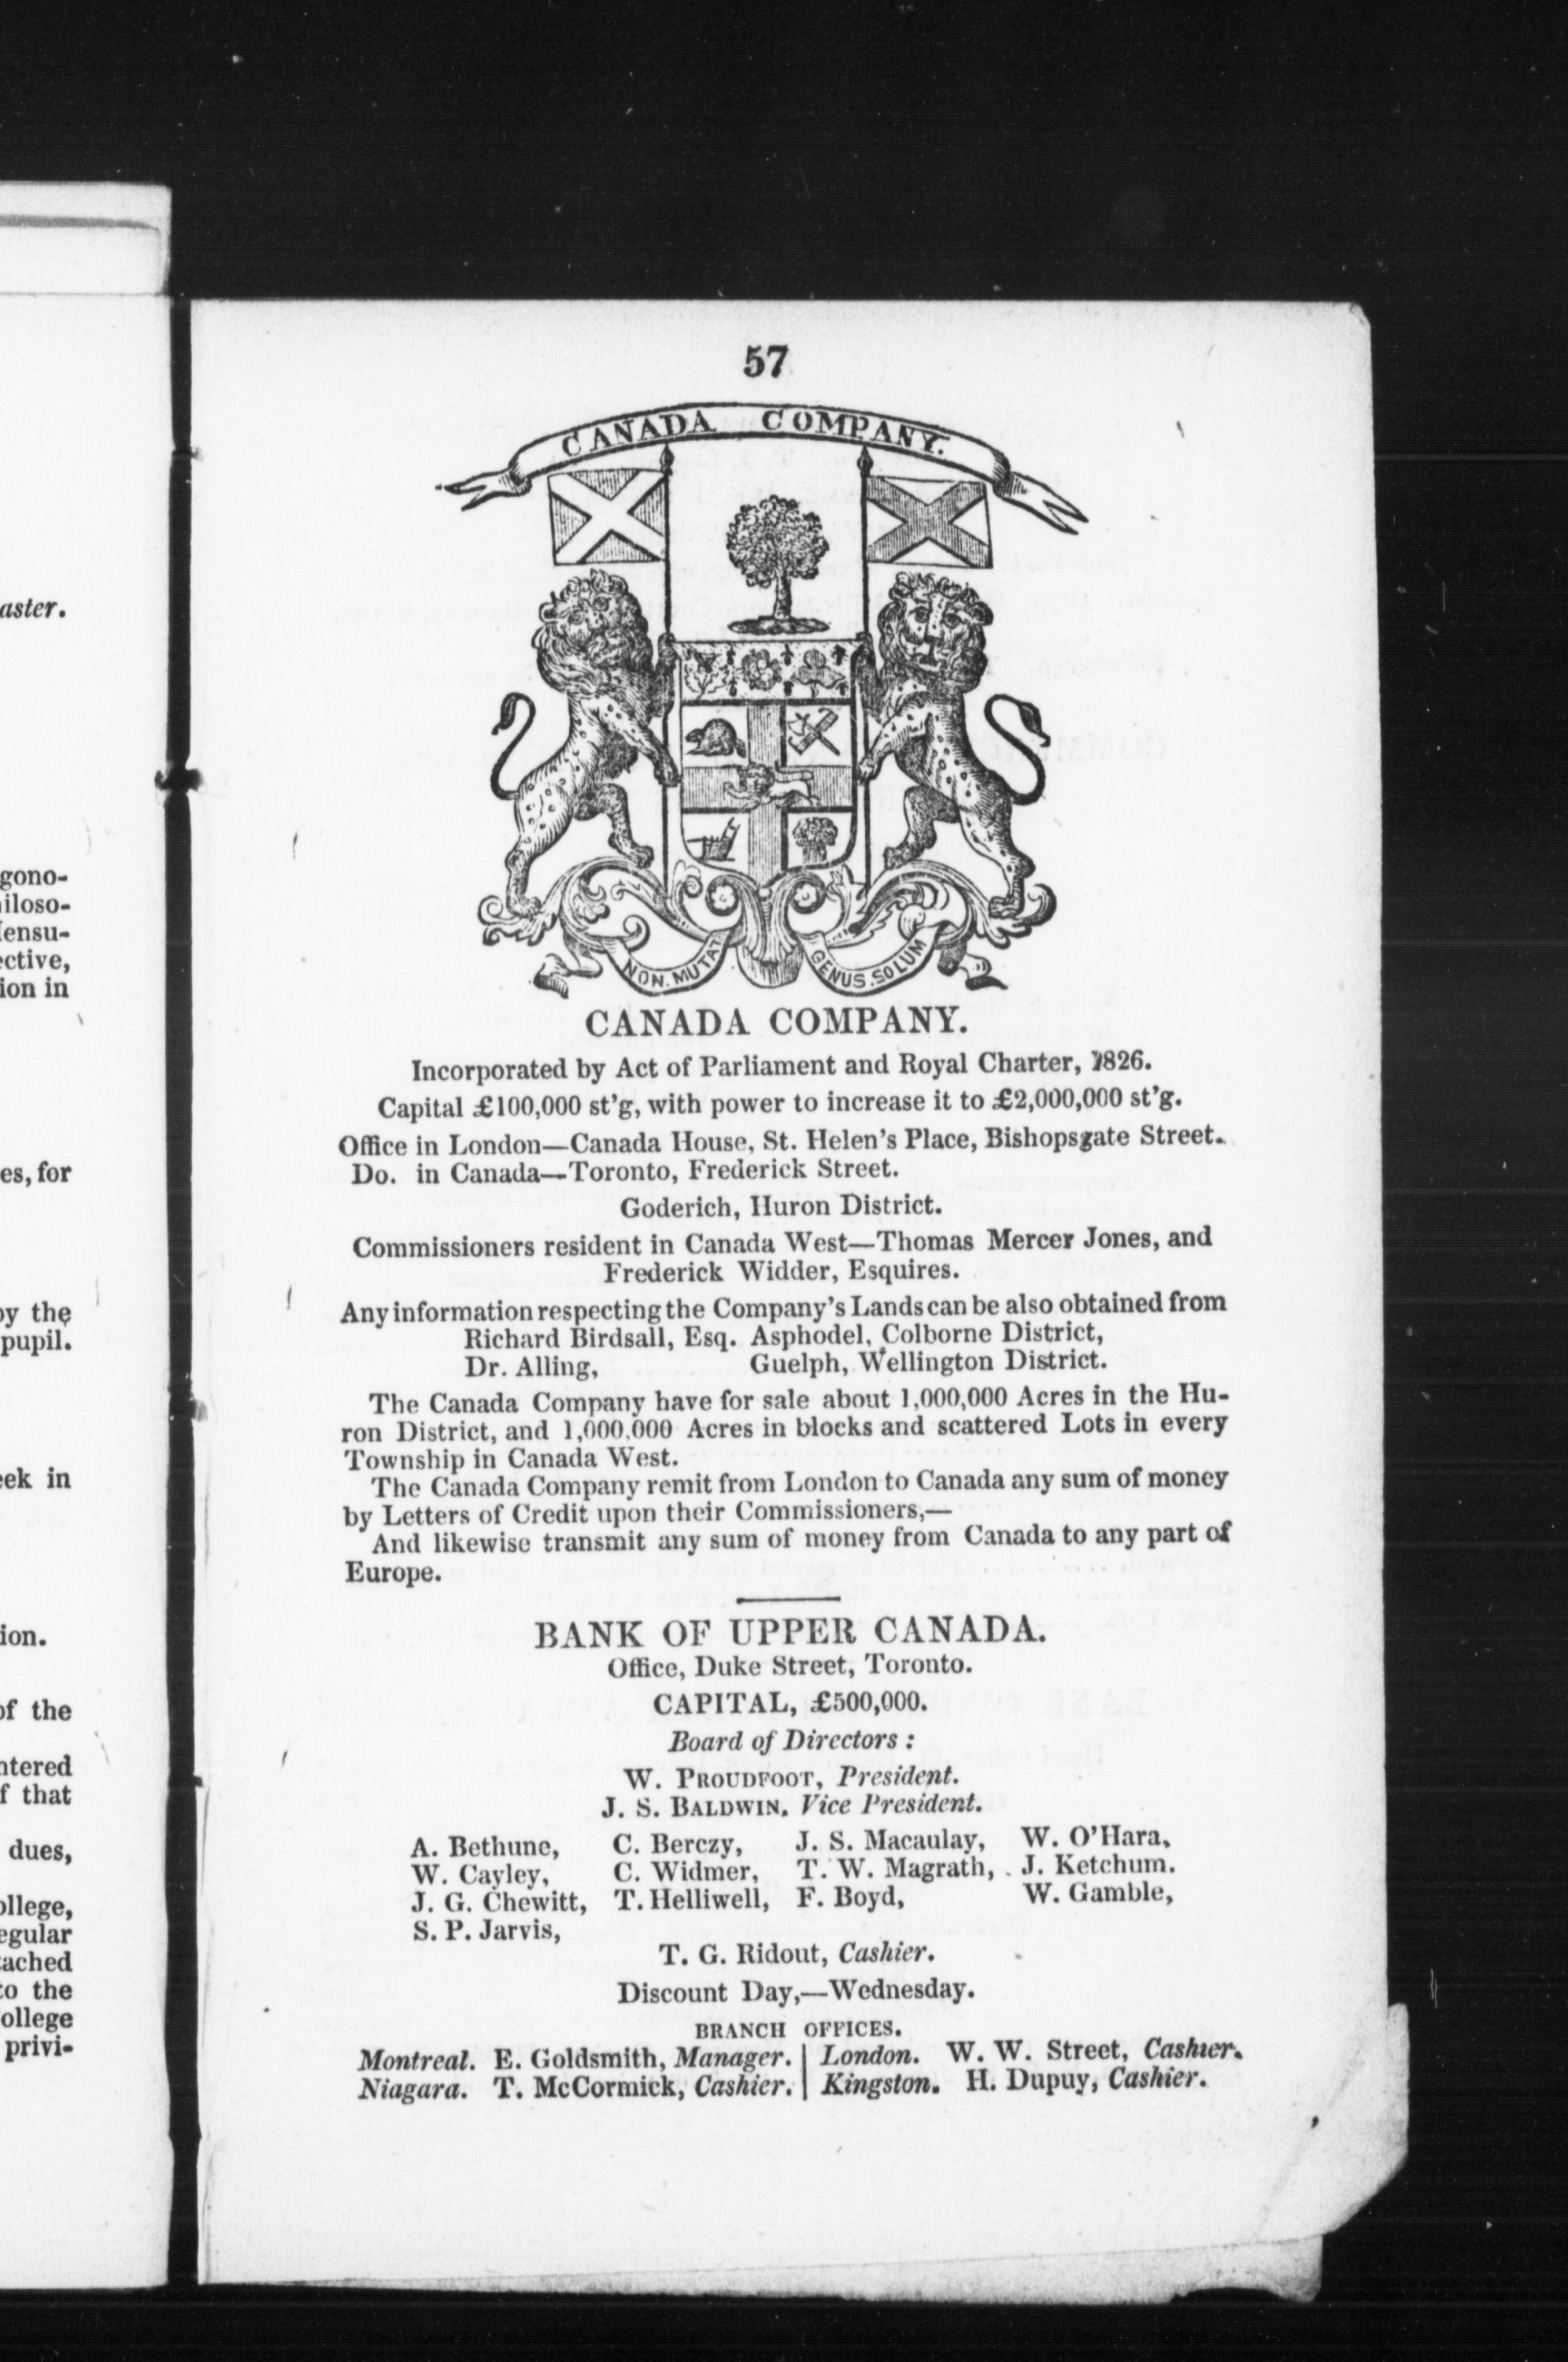 aster.
gono-
iloso-
ensu-
ective,
ion in
es, for
by the
pupil.
eek in
ion.
of the
ntered
f that
dues,
ollege,
egular
tached
to the
ollege
privi-
57
CANADA COMPANY.
NON. MUTAT
GENUS. SOLUM
CANADA COMPANY.
Incorporated by Act of Parliament and Royal Charter, 1826.
Capital £100,000 st'g, with power to increase it to £2,000,000 st'g.
Office in London—Canada House, St. Helen's Place, Bishopsgate Street.
Do. in Canada—Toronto, Frederick Street.
Goderich, Huron District.
Commissioners resident in Canada West—Thomas Mercer Jones, and
Frederick Widder, Esquires.
Any information respecting the Company's Lands can be also obtained from
Richard Birdsall, Esq. Asphodel, Colborne District,
Dr. Alling, Guelph, Wellington District.
The Canada Company have for sale about 1,000,000 Acres in the Hu-
ron District, and 1,000.000 Acres in blocks and scattered Lots in every
Township in Canada West.
The Canada Company remit from London to Canada any sum of money
by Letters of Credit upon their Commissioners,—
And likewise transmit any sum of money from Canada to any part of
Europe.
BANK OF UPPER CANADA.
Office, Duke Street, Toronto.
CAPITAL, £500,000.
Board of Directors :
W. PROUDFOOT, President.
J. S. BALDWIN. Vice President.
A. Bethune, C. Berczy, J. S. Macaulay, W. O'Hara,
W. Cayley, C. Widmer, T. W. Magrath, J. Ketchum.
J. G. Chewitt, T. Helliwell, F. Boyd, W. Gamble,
S. P. Jarvis,
T. G. Ridout, Cashier.
Discount Day,—Wednesday.
BRANCH OFFICES.
Montreal. E. Goldsmith, Manager. | London. W. W. Street, Cashier.
Niagara. T. McCormick, Cashier. | Kingston. H. Dupuy, Cashier.